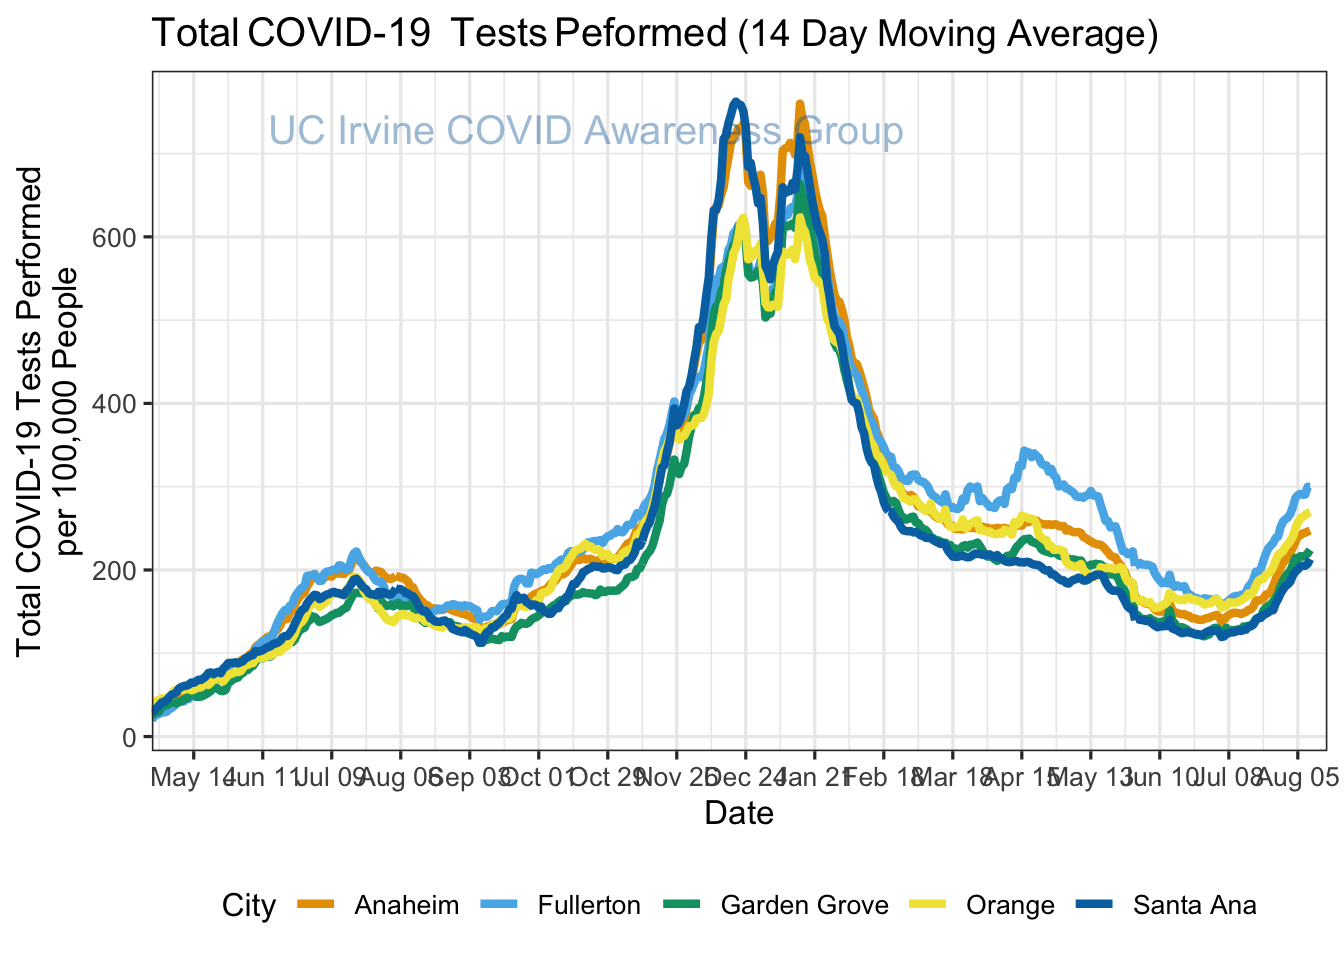 Total COVID-19 Tests Peformed (14 Day Moving Average)
UC Irvine COVID Awareness Group
Total COVID-19 Tests Performed
per 100,000 People
600
400
200
0
May 14 Jun 11 Jul 09 Aug 06 Sep 03 Oct 01 Oct 29 Nov 26 Dec 24 Jan 21 Feb 18 Mar 18 Apr 15 May 13 Jun 10 Jul 08 Aug 05
Date
City Anaheim Fullerton Garden Grove Orange Santa Ana